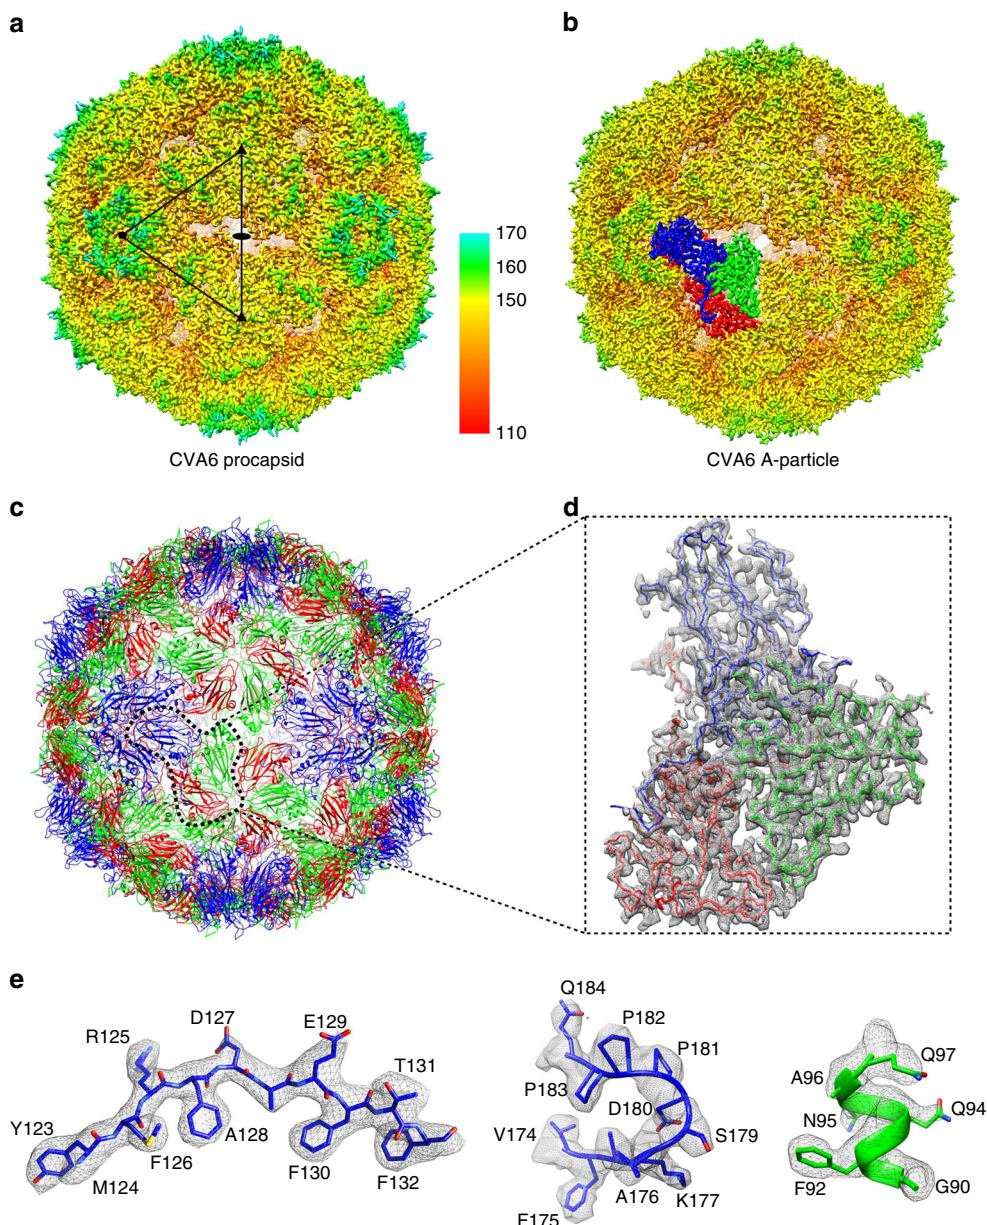 a
b
170
160
150
110
CVA6 procapsid
CVA6 A-particle
c
d
e
Y123
M124
R125
F126
D127
A128
E129
F130
T131
F132
Q184
P182
P181
P183
D180
V174
S179
F175
A176
K177
Q97
A96
Q94
N95
F92
G90